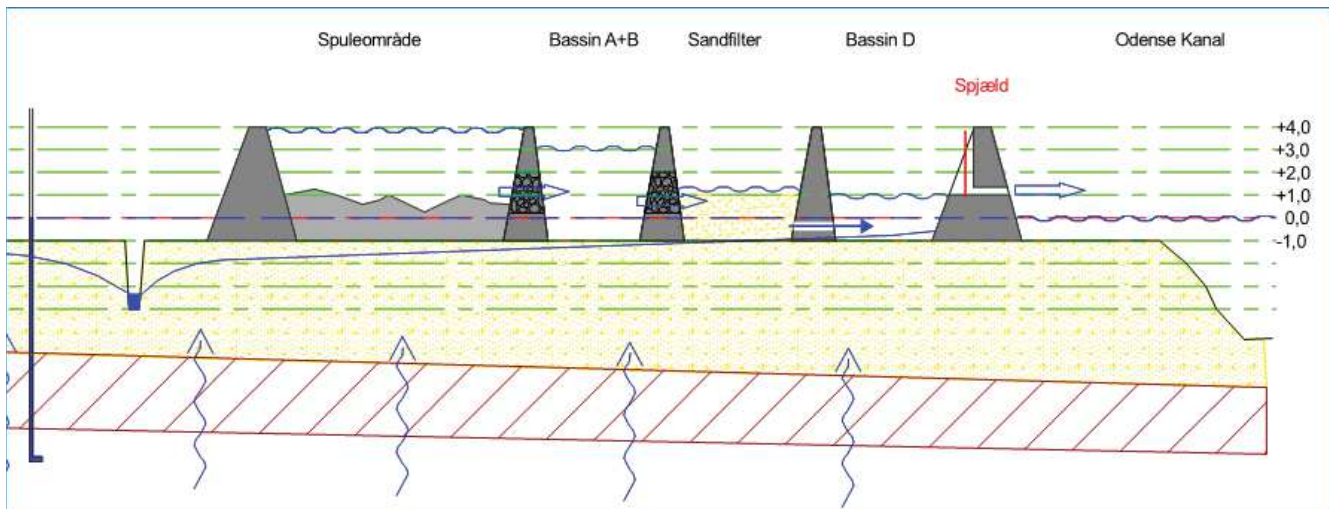 Spuleområde
Bassin A+B
Sandfilter
Bassin D
Odense Kanal
Spjæld
+4,0
+3,0
+2,0
+1,0
0,0
-1,0